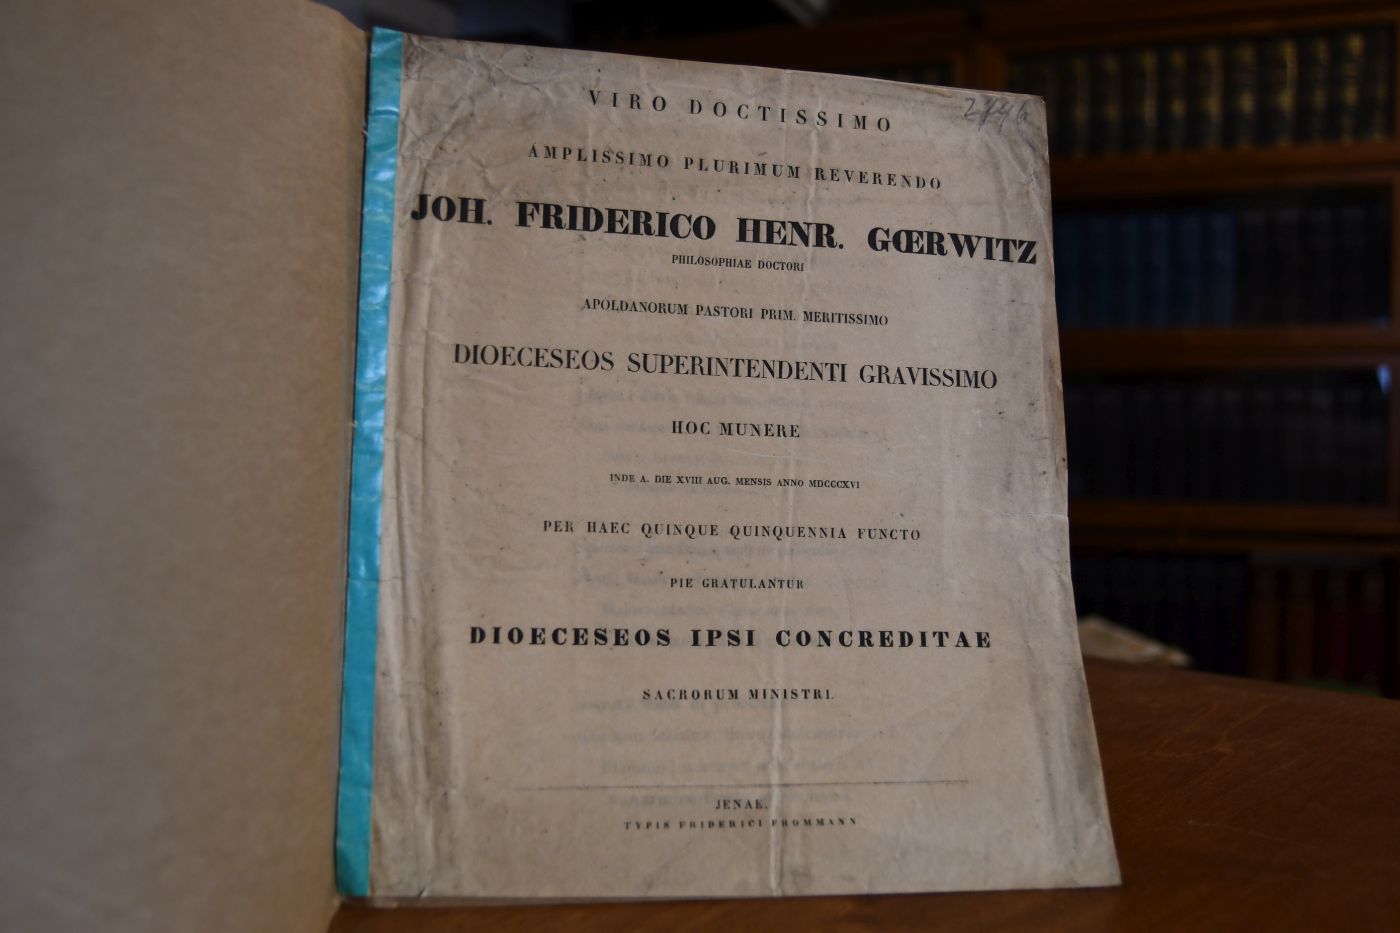 VIRO DOCTISSIMO
AMPLISSIMO PLURIMUM REVERENDO
JOH. FRIDERICO HENR. GŒRWITZ
PHILOSOPHIAE DOCTORI
APOLDANORUM PASTORI PRIM. MERITISSIMO
DIOECESEOS SUPERINTENDENTI GRAVISSIMO
HOC MUNERE
INDE A. DIE XVIII AUG. MENSIS ANNO MDCCCXVI
PER HAEC QUINQUE QUINQUENNIA FUNCTO
PIE GRATULANTUR
DIOECESEOS IPSI CONCREDITAE
SACRORUM MINISTRI.
JENAE,
TYPIS FRIDERICI FROMMANN